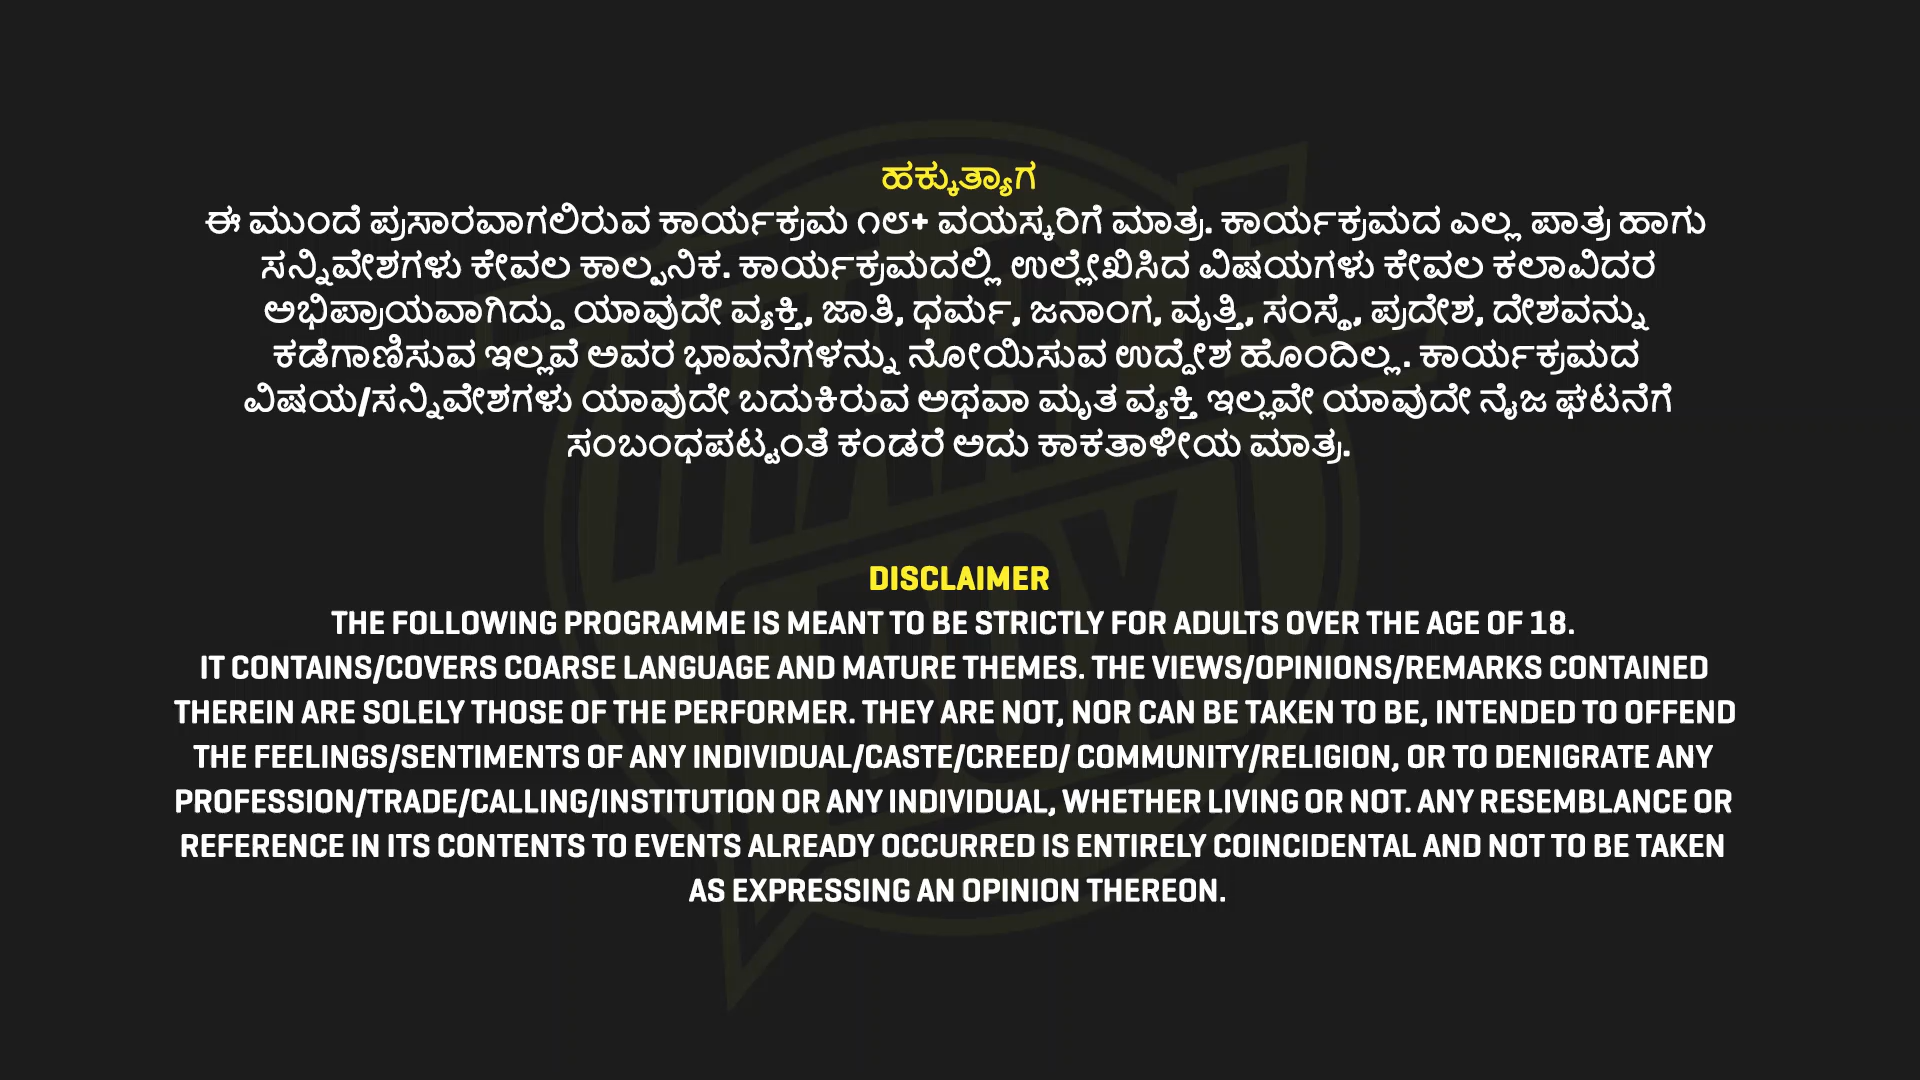 ಹಕ್ಕುತ್ಯಾಗ
ಈ ಮುಂದೆ ಪ್ರಸಾರವಾಗಲಿರುವ ಕಾರ್ಯಕ್ರಮ ೧೮+ ವಯಸ್ಕರಿಗೆ ಮಾತ್ರ. ಕಾರ್ಯಕ್ರಮದ ಎಲ್ಲ ಪಾತ್ರ ಹಾಗು
ಸನ್ನಿವೇಶಗಳು ಕೇವಲ ಕಾಲ್ಪನಿಕ. ಕಾರ್ಯಕ್ರಮದಲ್ಲಿ ಉಲ್ಲೇಖಿಸಿದ ವಿಷಯಗಳು ಕೇವಲ ಕಲಾವಿದರ
ಅಭಿಪ್ರಾಯವಾಗಿದ್ದು ಯಾವುದೇ ವ್ಯಕ್ತಿ, ಜಾತಿ, ಧರ್ಮ, ಜನಾಂಗ, ವೃತ್ತಿ, ಸಂಸ್ಥೆ, ಪ್ರದೇಶ, ದೇಶವನ್ನು
ಕಡೆಗಾಣಿಸುವ ಇಲ್ಲವೆ ಅವರ ಭಾವನೆಗಳನ್ನು ನೋಯಿಸುವ ಉದ್ದೇಶ ಹೊಂದಿಲ್ಲ. ಕಾರ್ಯಕ್ರಮದ
ವಿಷಯ/ಸನ್ನಿವೇಶಗಳು ಯಾವುದೇ ಬದುಕಿರುವ ಅಥವಾ ಮೃತ ವ್ಯಕ್ತಿ ಇಲ್ಲವೇ ಯಾವುದೇ ನೈಜ ಘಟನೆಗೆ
ಸಂಬಂಧಪಟ್ಟಂತೆ ಕಂಡರೆ ಅದು ಕಾಕತಾಳೀಯ ಮಾತ್ರ.
DISCLAIMER
THE FOLLOWING PROGRAMME IS MEANT TO BE STRICTLY FOR ADULTS OVER THE AGE OF 18.
IT CONTAINS/COVERS COARSE LANGUAGE AND MATURE THEMES. THE VIEWS/OPINIONS/REMARKS CONTAINED
THEREIN ARE SOLELY THOSE OF THE PERFORMER. THEY ARE NOT, NOR CAN BE TAKEN TO BE, INTENDED TO OFFEND
THE FEELINGS/SENTIMENTS OF ANY INDIVIDUAL/CASTE/CREED/ COMMUNITY/RELIGION, OR TO DENIGRATE ANY
PROFESSION/TRADE/CALLING/INSTITUTION OR ANY INDIVIDUAL, WHETHER LIVING OR NOT. ANY RESEMBLANCE OR
REFERENCE IN ITS CONTENTS TO EVENTS ALREADY OCCURRED IS ENTIRELY COINCIDENTAL AND NOT TO BE TAKEN
AS EXPRESSING AN OPINION THEREON.